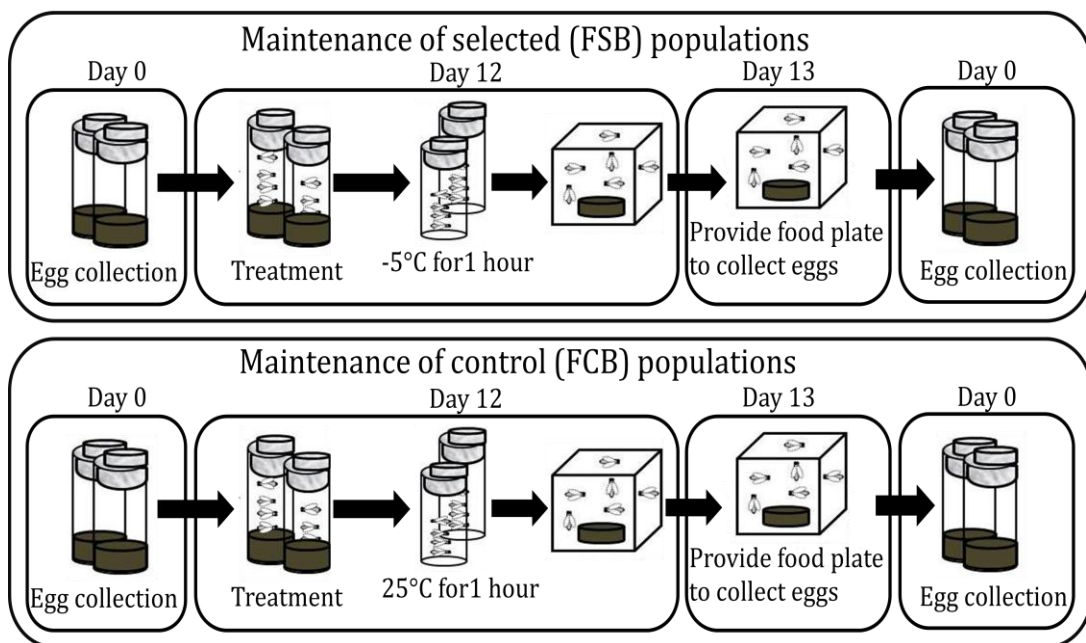 Maintenance of selected (FSB) populations
Day 0
Day 12
Day 13
Day 0
Egg collection
Treatment
-5°C for1 hour
Provide food plate
to collect eggs
Egg collection
Maintenance of control (FCB) populations
Day 0
Day 12
Day 13
Day 0
Egg collection
Treatment
25°C for1 hour
Provide food plate
to collect eggs
Egg collection